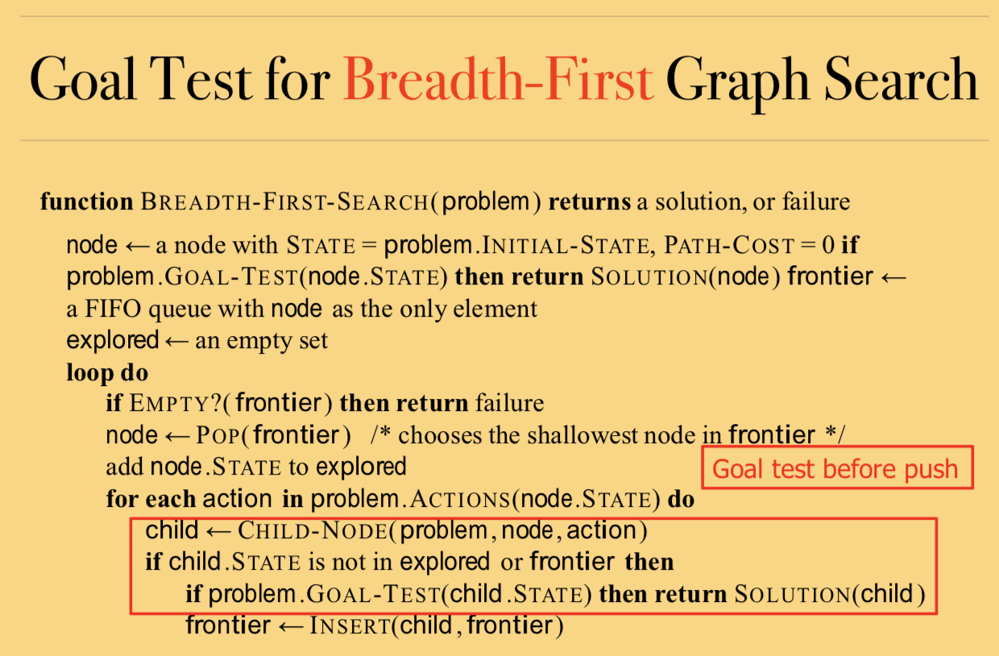 Goal Test for Breadth-First Graph Search
function BREADTH-FIRST-SEARCH(problem) returns a solution, or failure
node ← a node with STATE = problem.INITIAL-STATE, PATH-COST = 0 if
problem.GOAL-TEST(node.STATE) then return SOLUTION(node) frontier ←
a FIFO queue with node as the only element
explored ← an empty set
loop do
if EMPTY?(frontier) then return failure
node ← POP(frontier) /* chooses the shallowest node in frontier */
add node.STATE to explored
Goal test before push
for each action in problem.ACTIONS(node.STATE) do
child ← CHILD-NODE(problem,node,action)
if child.STATE is not in explored or frontier then
if problem.GOAL-TEST(child.STATE) then return SOLUTION(child)
frontier ← INSERT(child,frontier)